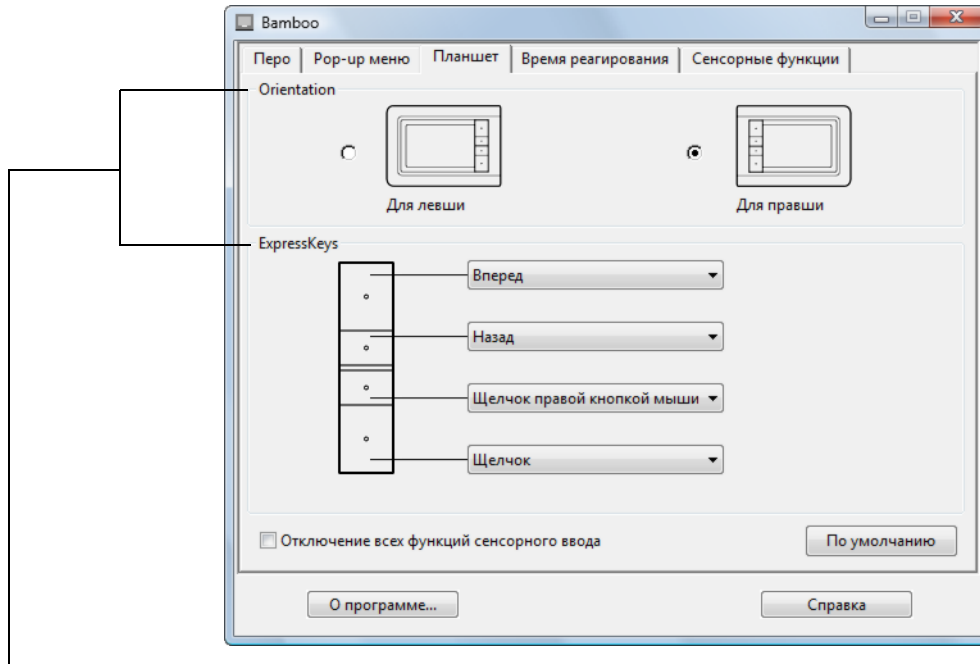 Bamboo
Перо Pop-up меню Планшет Время реагирования Сенсорные функции
Orientation
Для левши Для правши
ExpressKeys
Вперед
Назад
Щелчок правой кнопкой мыши
Щелчок
Отключение всех функций сенсорного ввода По умолчанию
О программе... Справка